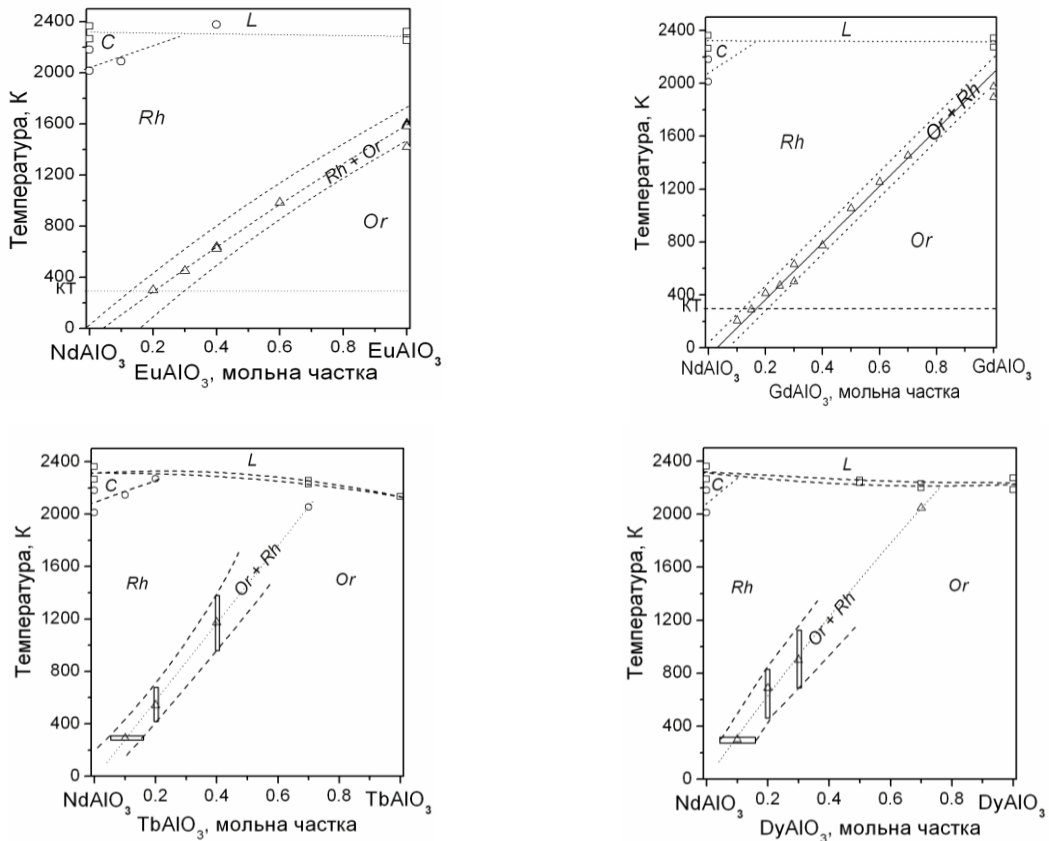 2400
2000
1600
1200
800
400
КТ
0
Температура, К
L
C
Rh
Rh + Or
Or
NdAlO₃ 0.2 0.4 0.6 0.8 EuAlO₃
EuAlO₃, мольна частка
2400
2000
1600
1200
800
400
КТ
0
Температура, К
L
C
Rh
Or + Rh
Or
NdAlO₃ 0.2 0.4 0.6 0.8 GdAlO₃
GdAlO₃, мольна частка
2400
2000
1600
1200
800
400
0
Температура, К
L
C
Rh
Or + Rh
Or
NdAlO₃ 0.2 0.4 0.6 0.8 TbAlO₃
TbAlO₃, мольна частка
2400
2000
1600
1200
800
400
0
Температура, К
L
C
Rh
Or + Rh
Or
NdAlO₃ 0.2 0.4 0.6 0.8 DyAlO₃
DyAlO₃, мольна частка